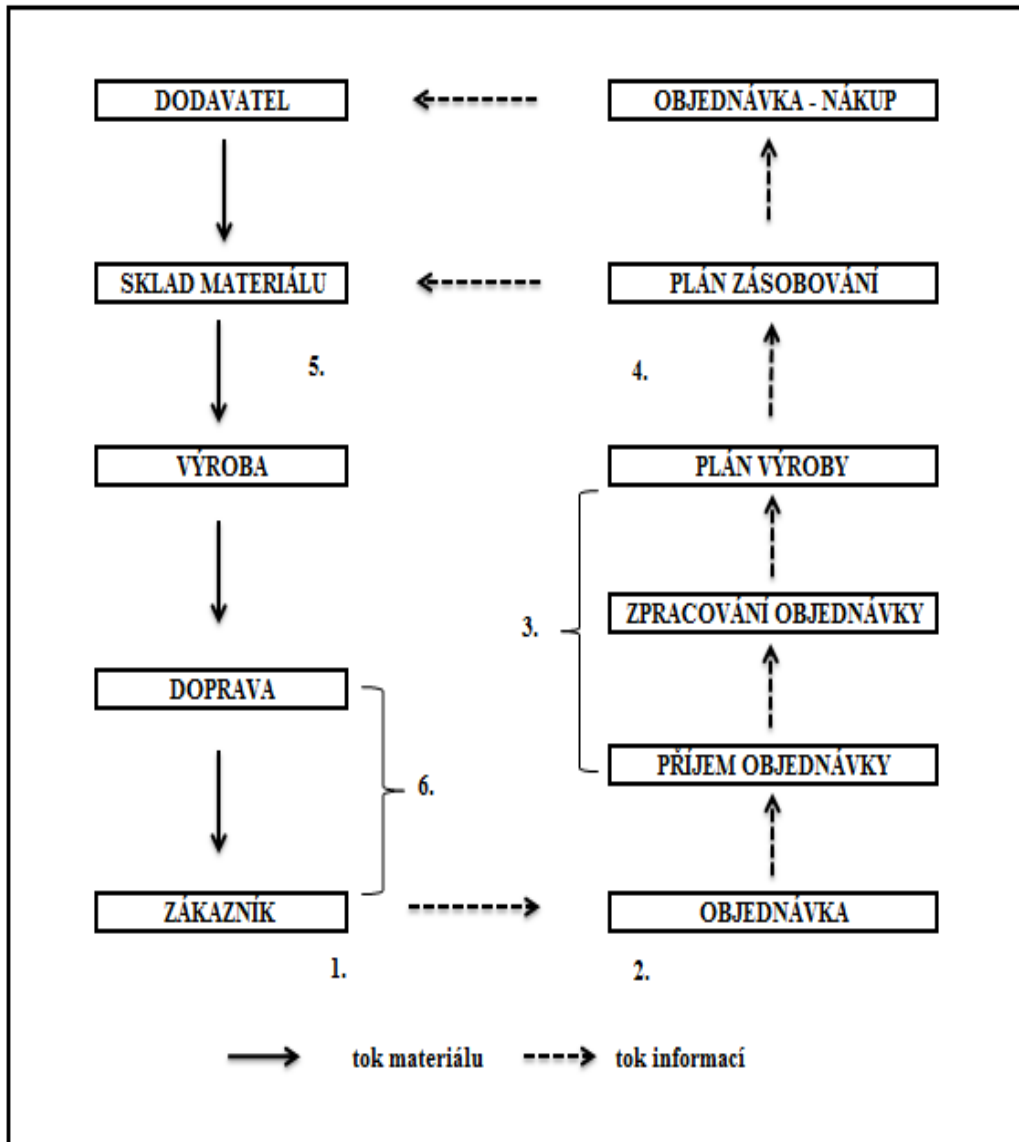 DODAVATEL
OBJEDNÁVKA - NÁKUP
SKLAD MATERIÁLU
PLÁN ZÁSOBOVÁNÍ
5.
4.
VÝROBA
PLÁN VÝROBY
ZPRACOVÁNÍ OBJEDNÁVKY
3.
DOPRAVA
PŘÍJEM OBJEDNÁVKY
6.
ZÁKAZNÍK
OBJEDNÁVKA
1.
2.
tok materiálu
tok informací